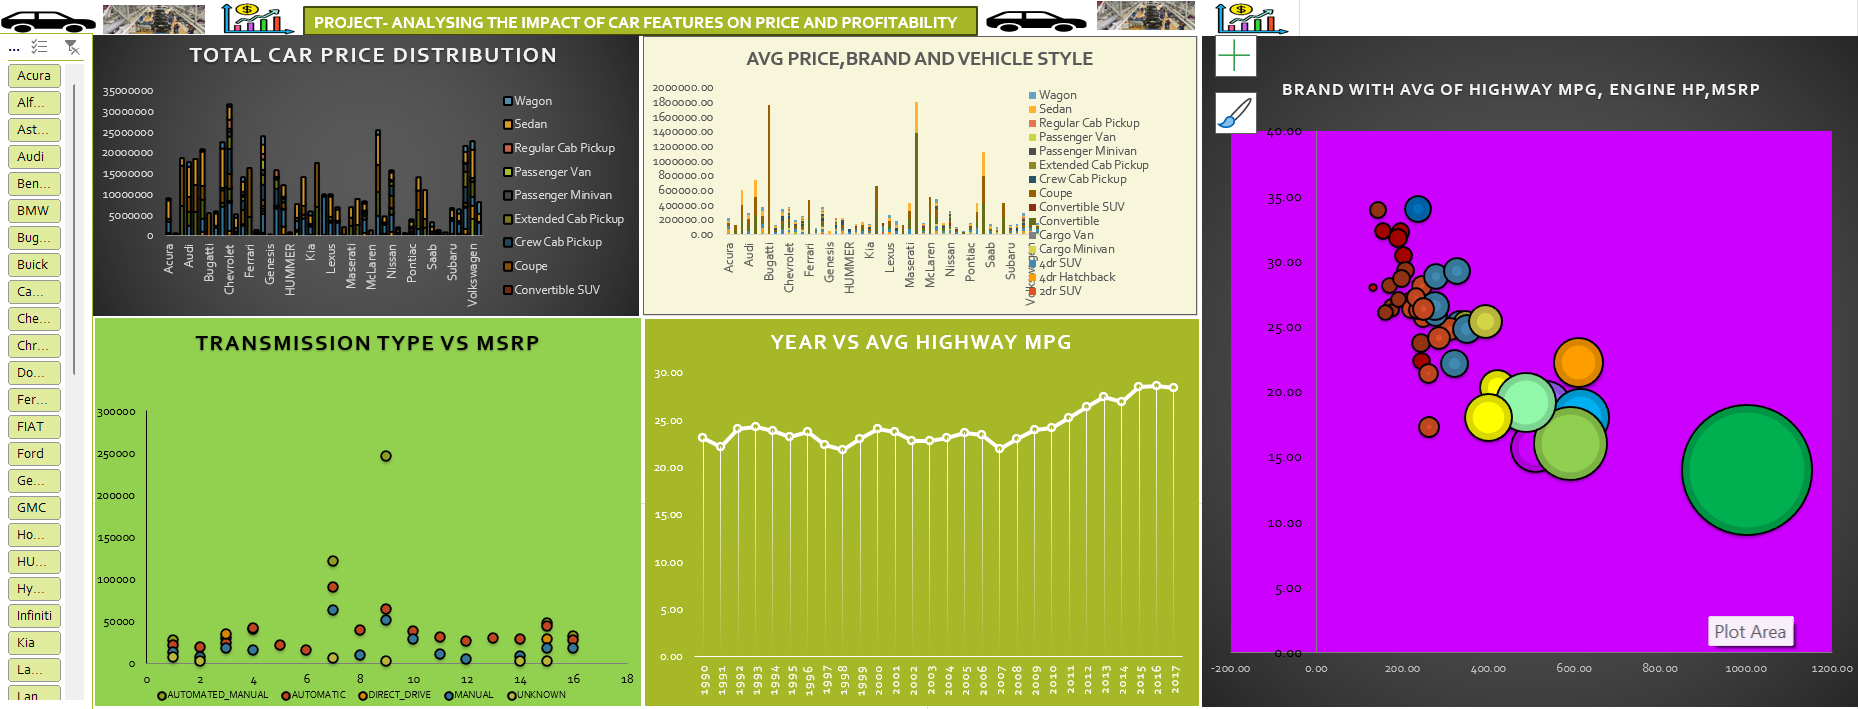 PROJECT- ANALYSING THE IMPACT OF CAR FEATURES ON PRICE AND PROFITABILITY
...
Acura
Alf...
Ast...
Audi
Ben...
BMW
Bug...
Buick
Ca...
Che...
Chr...
Do...
Fer...
FIAT
Ford
Ge...
GMC
Ho...
HU...
Hy...
Infiniti
Kia
La...
Lan
TOTAL CAR PRICE DISTRIBUTION
35000000
30000000
25000000
20000000
15000000
10000000
5000000
0
Acura
Audi
Bugatti
Chevrolet
Ferrari
Genesis
HUMMER
Kia
Lexus
Maserati
McLaren
Nissan
Pontiac
Saab
Subaru
Volkswagen
Wagon
Sedan
Regular Cab Pickup
Passenger Van
Passenger Minivan
Extended Cab Pickup
Crew Cab Pickup
Coupe
Convertible SUV
AVG PRICE,BRAND AND VEHICLE STYLE
2000000.00
1800000.00
1600000.00
1400000.00
1200000.00
1000000.00
800000.00
600000.00
400000.00
200000.00
0.00
Acura
Audi
Bugatti
Chevrolet
Ferrari
Genesis
HUMMER
Kia
Lexus
Maserati
McLaren
Nissan
Pontiac
Saab
Subaru
Volkswagen
Wagon
Sedan
Regular Cab Pickup
Passenger Van
Passenger Minivan
Extended Cab Pickup
Crew Cab Pickup
Coupe
Convertible SUV
Convertible
Cargo Van
Cargo Minivan
4dr SUV
4dr Hatchback
2dr SUV
TRANSMISSION TYPE VS MSRP
300000
250000
200000
150000
100000
50000
0
0 2 4 6 8 10 12 14 16 18
AUTOMATED_MANUAL AUTOMATIC DIRECT_DRIVE MANUAL UNKNOWN
YEAR VS AVG HIGHWAY MPG
30.00
25.00
20.00
15.00
10.00
5.00
0.00
1990
1991
1992
1993
1994
1995
1996
1997
1998
1999
2000
2001
2002
2003
2004
2005
2006
2007
2008
2009
2010
2011
2012
2013
2014
2015
2016
2017
BRAND WITH AVG OF HIGHWAY MPG, ENGINE HP,MSRP
40.00
35.00
30.00
25.00
20.00
15.00
10.00
5.00
0.00
-200.00 0.00 200.00 400.00 600.00 800.00 1000.00 1200.00
Plot Area